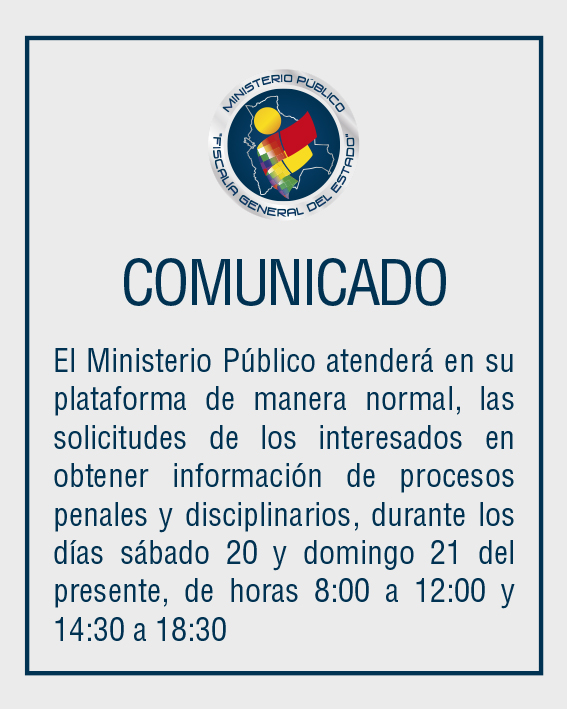 MINISTERIO PÚBLICO
"FISCALÍA GENERAL DEL ESTADO"
COMUNICADO
El Ministerio Público atenderá en su
plataforma de manera normal, las
solicitudes de los interesados en
obtener información de procesos
penales y disciplinarios, durante los
días sábado 20 y domingo 21 del
presente, de horas 8:00 a 12:00 y
14:30 a 18:30